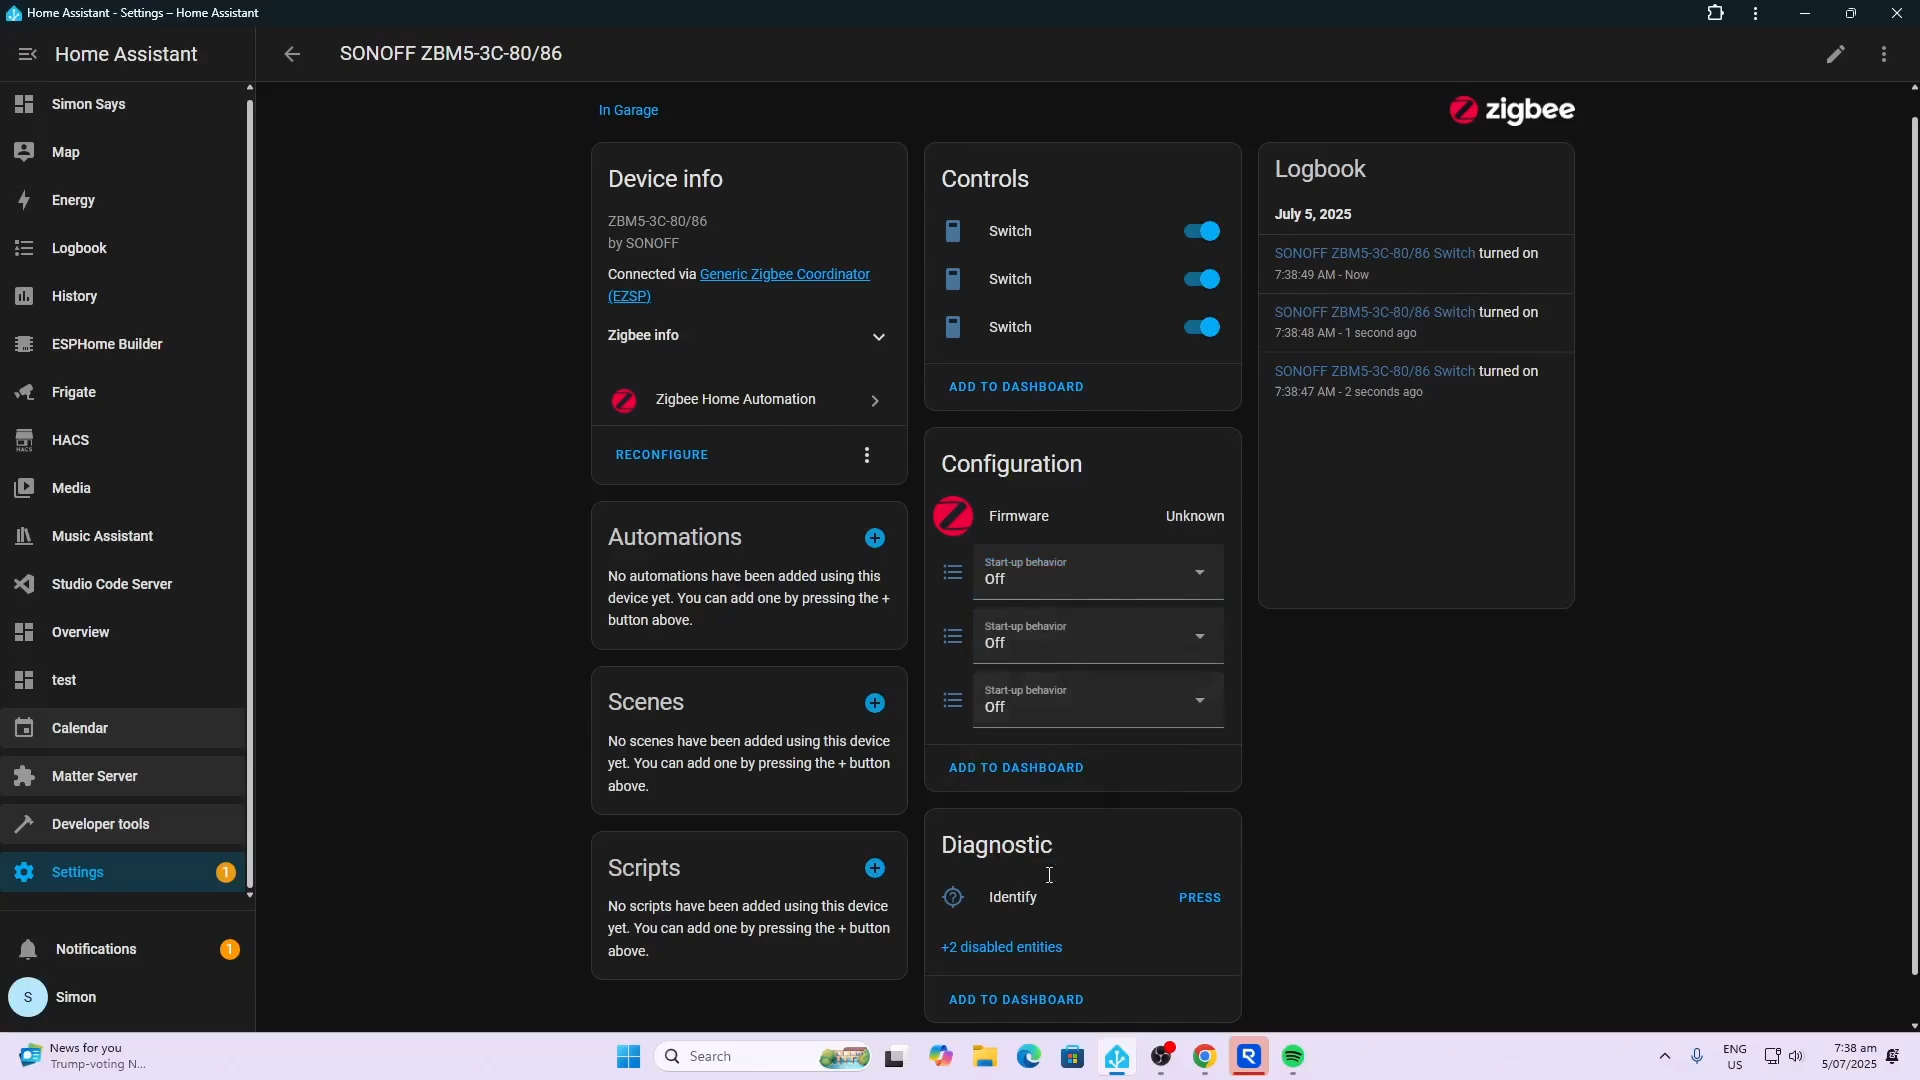 Home Assistant - Settings – Home Assistant
Home Assistant
SONOFF ZBM5-3C-80/86
Simon Says
Map
Energy
Logbook
History
ESPHome Builder
Frigate
HACS
HACS
Media
Music Assistant
Studio Code Server
Overview
test
Calendar
Matter Server
Developer tools
Settings
1
Notifications
1
S
Simon
In Garage
zigbee
Device info
ZBM5-3C-80/86
by SONOFF
Connected via Generic Zigbee Coordinator
(EZSP)
Zigbee info
Zigbee Home Automation
RECONFIGURE
Automations
No automations have been added using this
device yet. You can add one by pressing the +
button above.
Scenes
No scenes have been added using this device
yet. You can add one by pressing the + button
above.
Scripts
No scripts have been added using this device
yet. You can add one by pressing the + button
above.
Controls
Switch
Switch
Switch
ADD TO DASHBOARD
Configuration
Firmware
Unknown
Start-up behavior
Off
Start-up behavior
Off
Start-up behavior
Off
ADD TO DASHBOARD
Diagnostic
Identify
PRESS
+2 disabled entities
ADD TO DASHBOARD
Logbook
July 5, 2025
SONOFF ZBM5-3C-80/86 Switch turned on
7:38:49 AM - Now
SONOFF ZBM5-3C-80/86 Switch turned on
7:38:48 AM - 1 second ago
SONOFF ZBM5-3C-80/86 Switch turned on
7:38:47 AM - 2 seconds ago
News for you
Trump-voting N...
Search
ENG
US
7:38 am
5/07/2025